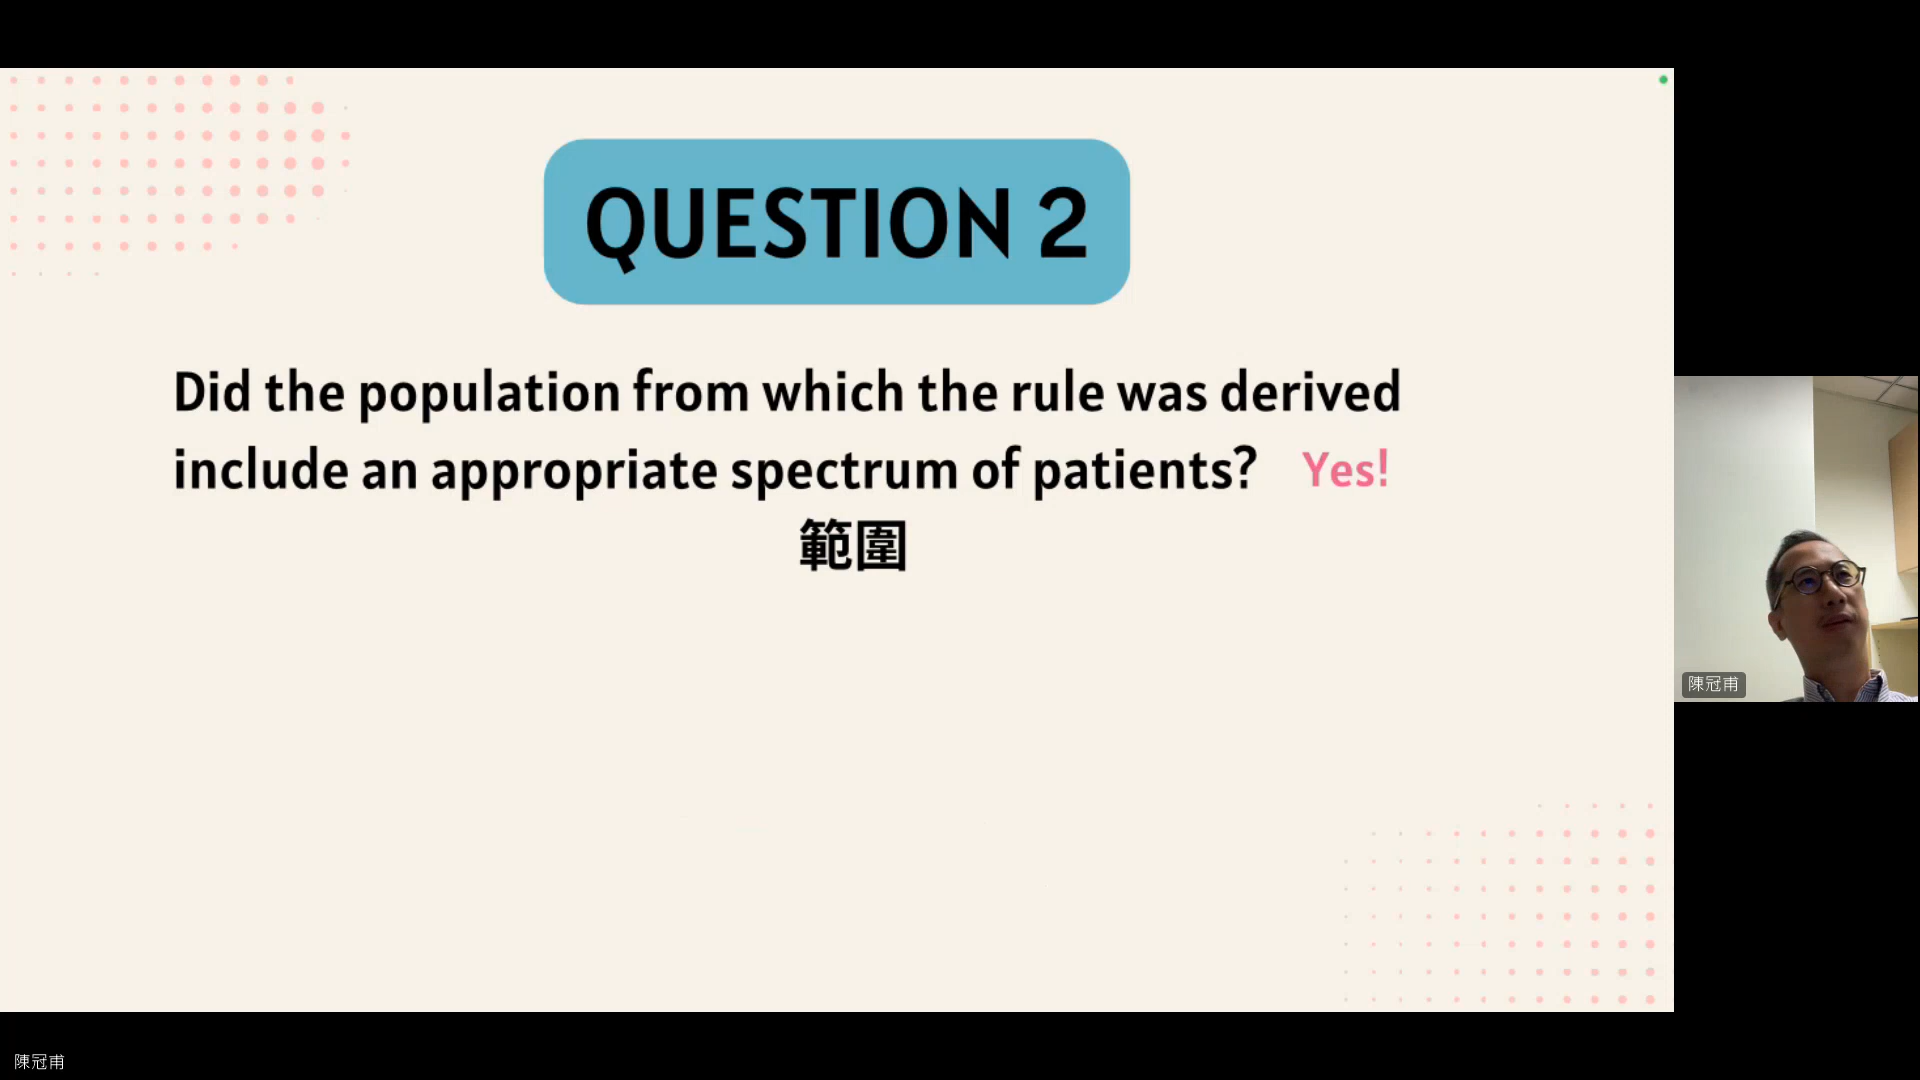 QUESTION 2
Did the population from which the rule was derived
include an appropriate spectrum of patients? Yes!
範圍
陳冠甫
陳冠甫